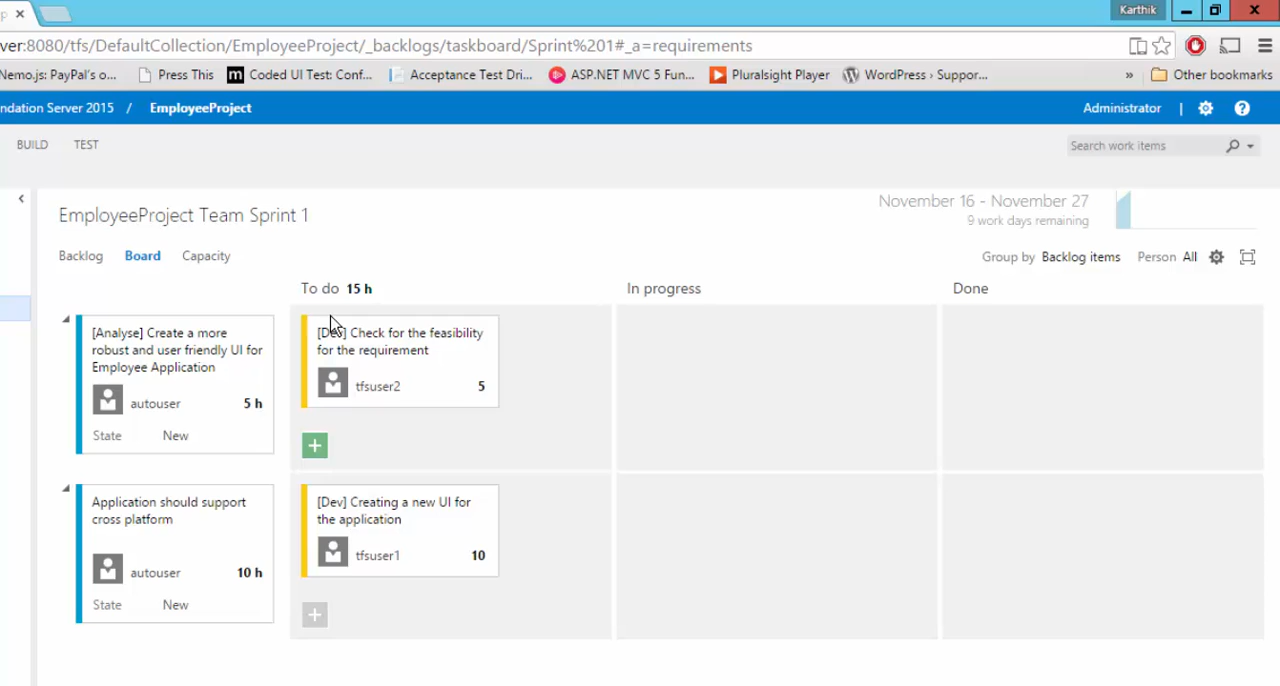 p
Karthik
ver:8080/tfs/DefaultCollection/EmployeeProject/_backlogs/taskboard/Sprint%201#_a=requirements
Nemo.js: PayPal's o... Press This m Coded UI Test: Conf... Acceptance Test Dri... ASP.NET MVC 5 Fun... Pluralsight Player WordPress › Suppor... » Other bookmarks
ndation Server 2015 / EmployeeProject Administrator | ?
BUILD TEST Search work items
EmployeeProject Team Sprint 1 November 16 - November 27
9 work days remaining
Backlog Board Capacity Group by Backlog items Person All
To do 15 h In progress Done
[Analyse] Create a more
robust and user friendly UI for
Employee Application
autouser 5 h
State New
[Dev] Check for the feasibility
for the requirement
tfsuser2 5
+
Application should support
cross platform
autouser 10 h
State New
[Dev] Creating a new UI for
the application
tfsuser1 10
+